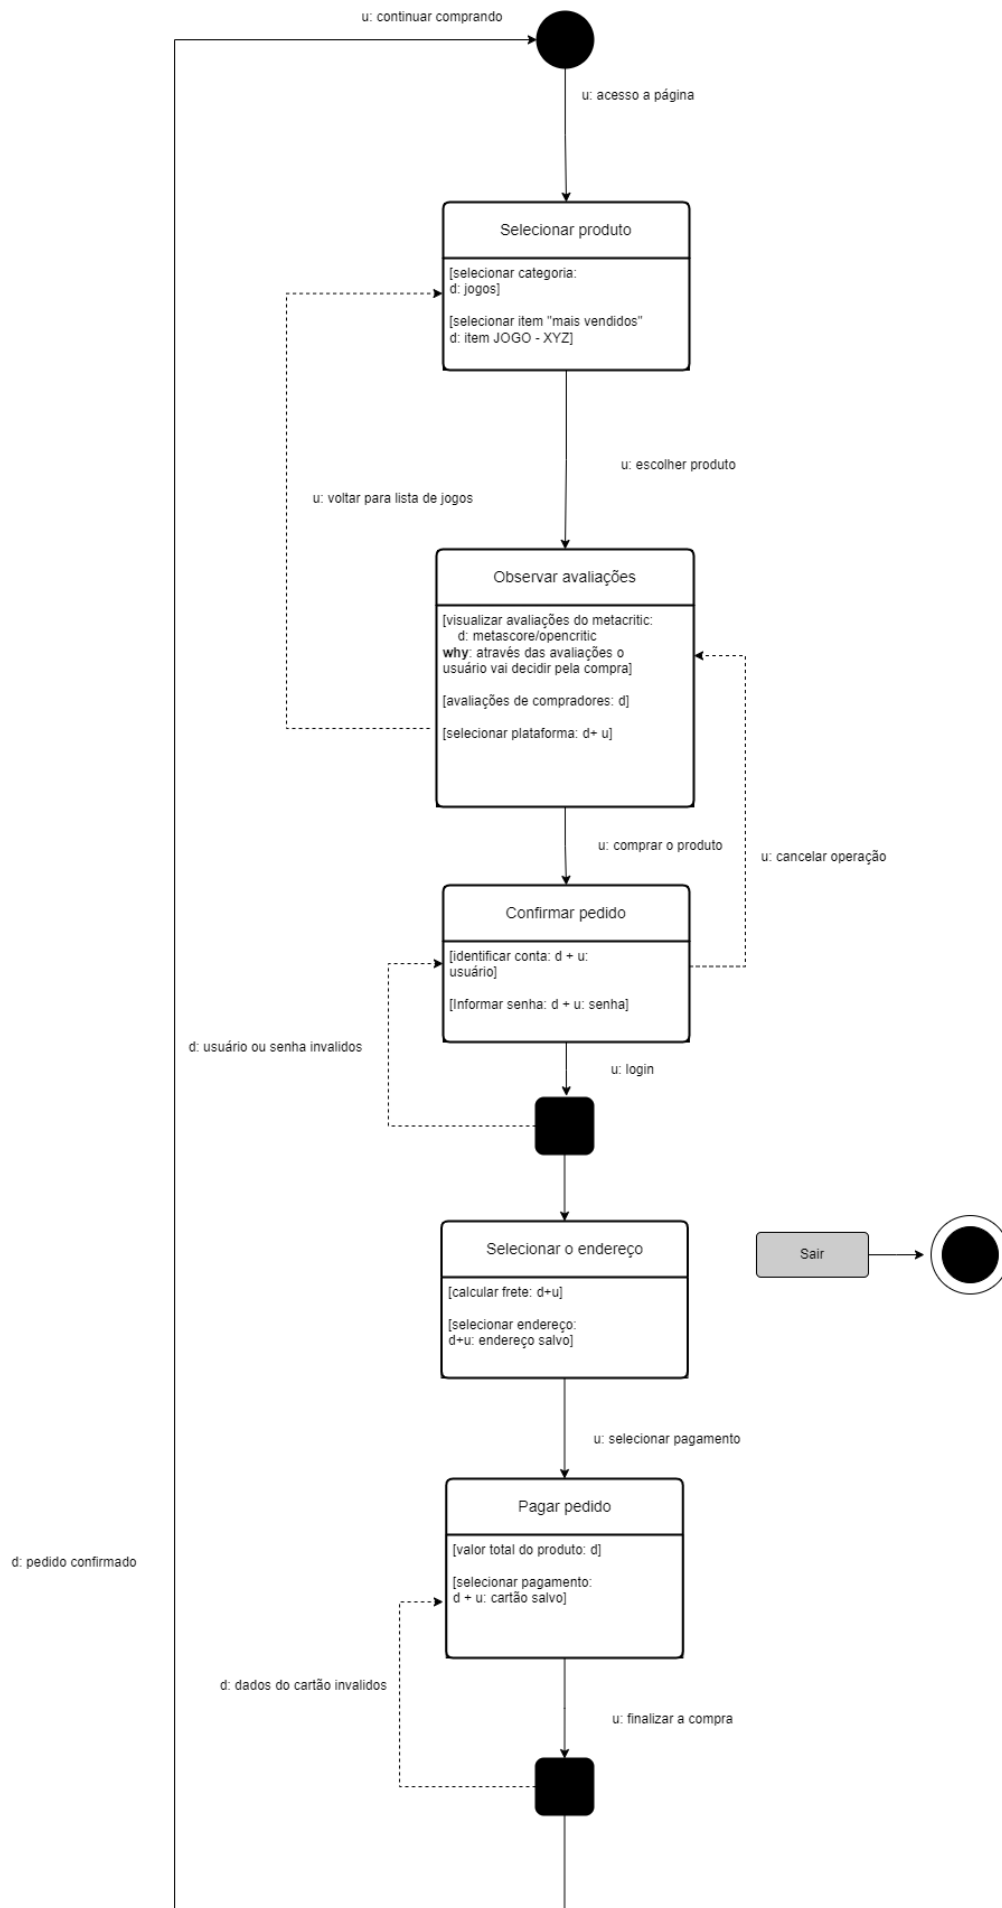 u: continuar comprando
u: acesso a página
Selecionar produto
[selecionar categoria:
d: jogos]
[selecionar item "mais vendidos"
d: item JOGO - XYZ]
u: escolher produto
u: voltar para lista de jogos
Observar avaliações
[visualizar avaliações do metacritic:
d: metascore/opencritic
why: através das avaliações o
usuário vai decidir pela compra]
[avaliações de compradores: d]
[selecionar plataforma: d+ u]
u: comprar o produto
u: cancelar operação
Confirmar pedido
[identificar conta: d + u:
usuário]
[Informar senha: d + u: senha]
d: usuário ou senha invalidos
u: login
Selecionar o endereço
Sair
[calcular frete: d+u]
[selecionar endereço:
d+u: endereço salvo]
u: selecionar pagamento
Pagar pedido
[valor total do produto: d]
d: pedido confirmado
[selecionar pagamento:
d + u: cartão salvo]
d: dados do cartão invalidos
u: finalizar a compra